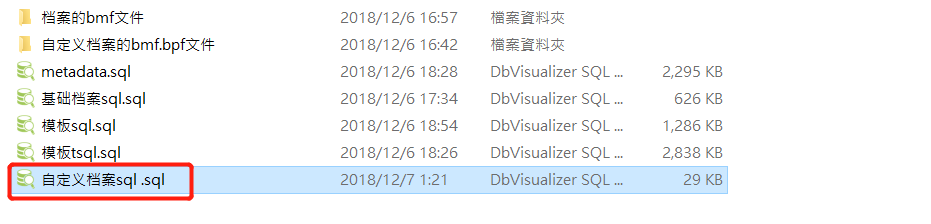 档案的bmf文件 2018/12/6 16:57 檔案資料夾
自定义档案的bmf.bpf文件 2018/12/6 16:42 檔案資料夾
metadata.sql 2018/12/6 18:28 DbVisualizer SQL ... 2,295 KB
基础档案sql.sql 2018/12/6 17:34 DbVisualizer SQL ... 626 KB
模板sql.sql 2018/12/6 18:54 DbVisualizer SQL ... 1,286 KB
模板tsql.sql 2018/12/6 18:26 DbVisualizer SQL ... 2,838 KB
自定义档案sql .sql 2018/12/7 1:21 DbVisualizer SQL ... 29 KB